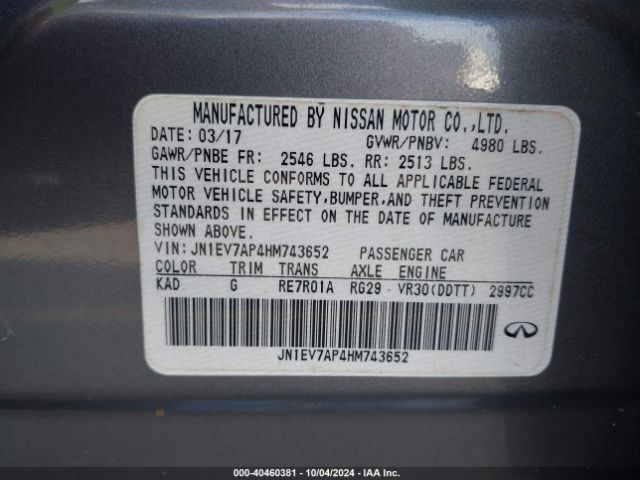 MANUFACTURED BY NISSAN MOTOR CO.,LTD.
DATE: 03/17 GVWR/PNBV: 4980 LBS.
GAWR/PNBE FR: 2546 LBS. RR: 2513 LBS.
THIS VEHICLE CONFORMS TO ALL APPLICABLE FEDERAL
MOTOR VEHICLE SAFETY,BUMPER,AND THEFT PREVENTION
STANDARDS IN EFFECT ON THE DATE OF MANUFACTURE
SHOWN ABOVE.
VIN: JN1EV7AP4HM743652 PASSENGER CAR
COLOR TRIM TRANS AXLE ENGINE
KAD G RE7R01A RG29 - VR30(DDTT) 2997CC
JN1EV7AP4HM743652
000-40460381 - 10/04/2024 - IAA Inc.